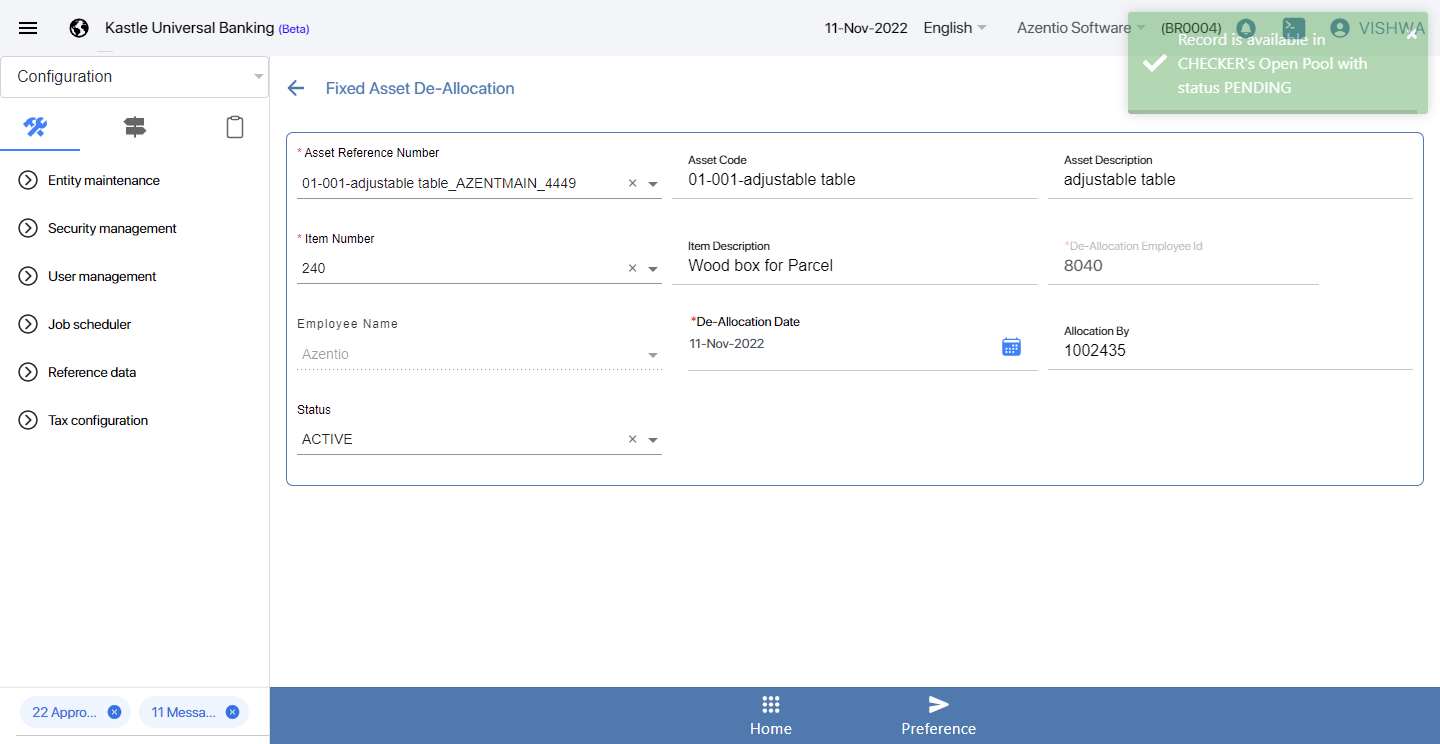 Kastle Universal Banking (Beta)
11-Nov-2022
English
Azentio Software
(BR0004)
VISHWA
Record is available in
CHECKER's Open Pool with
status PENDING
Configuration
Fixed Asset De-Allocation
Entity maintenance
Security management
User management
Job scheduler
Reference data
Tax configuration
* Asset Reference Number
01-001-adjustable table_AZENTMAIN_4449
Asset Code
01-001-adjustable table
Asset Description
adjustable table
* Item Number
240
Item Description
Wood box for Parcel
*De-Allocation Employee Id
8040
Employee Name
Azentio
*De-Allocation Date
11-Nov-2022
Allocation By
1002435
Status
ACTIVE
22 Appro...
11 Messa...
Home
Preference